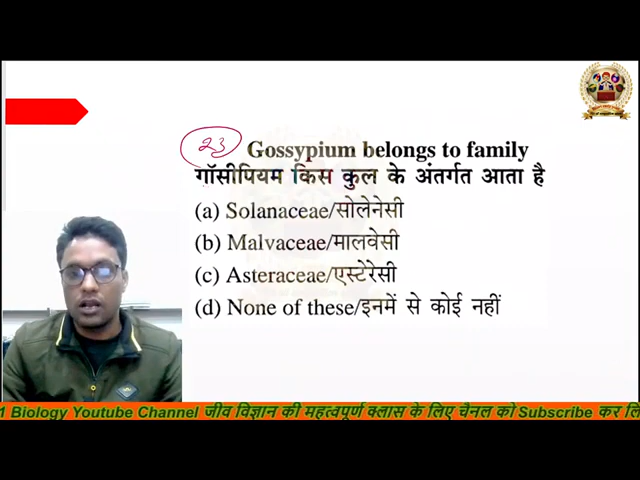 23
Gossypium belongs to family
गॉसीपियम किस कुल के अंतर्गत आता है
(a) Solanaceae/सोलेनेसी
(b) Malvaceae/मालवेसी
(c) Asteraceae/एस्टेरेसी
(d) None of these/इनमें से कोई नहीं
1 Biology Youtube Channel जीव विज्ञान की महत्वपूर्ण क्लास के लिए चैनल को Subscribe कर लि